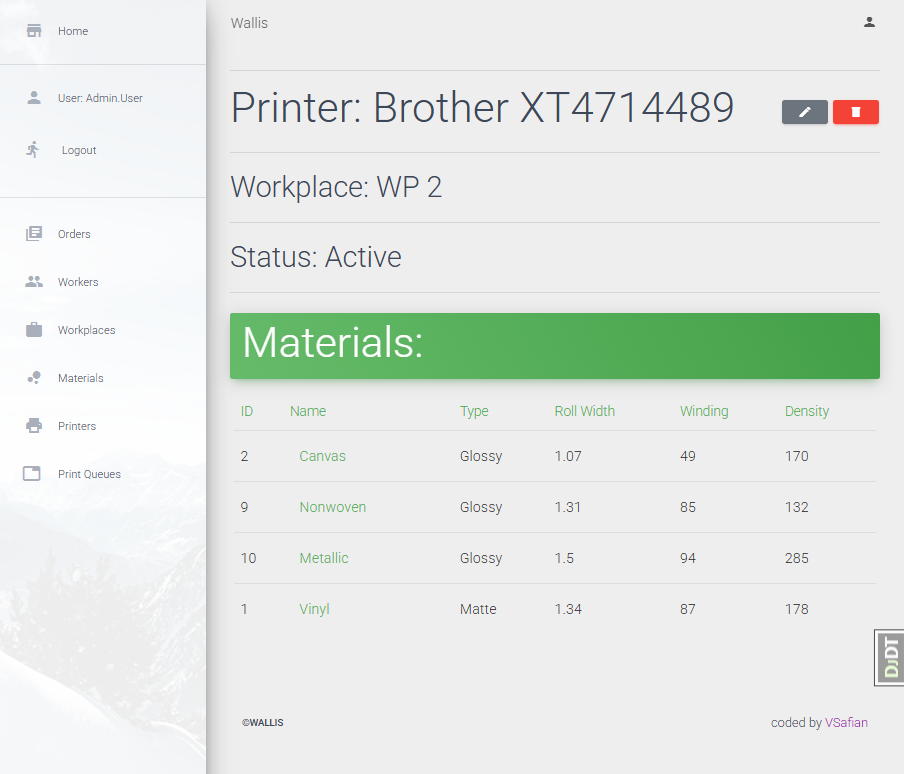 Home
User: Admin.User
Logout
Orders
Workers
Workplaces
Materials
Printers
Print Queues
Wallis
Printer: Brother XT4714489
Workplace: WP 2
Status: Active
Materials:
ID Name Type Roll Width Winding Density
2 Canvas Glossy 1.07 49 170
9 Nonwoven Glossy 1.31 85 132
10 Metallic Glossy 1.5 94 285
1 Vinyl Matte 1.34 87 178
DJDT
©WALLIS
coded by VSafian